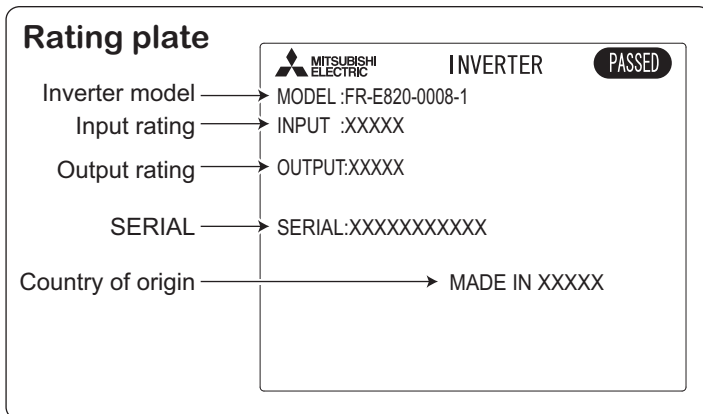 Rating plate
MITSUBISHI
ELECTRIC
INVERTER
PASSED
Inverter model
MODEL :FR-E820-0008-1
Input rating
INPUT :XXXXX
Output rating
OUTPUT:XXXXX
SERIAL
SERIAL:XXXXXXXXXXX
Country of origin
MADE IN XXXXX